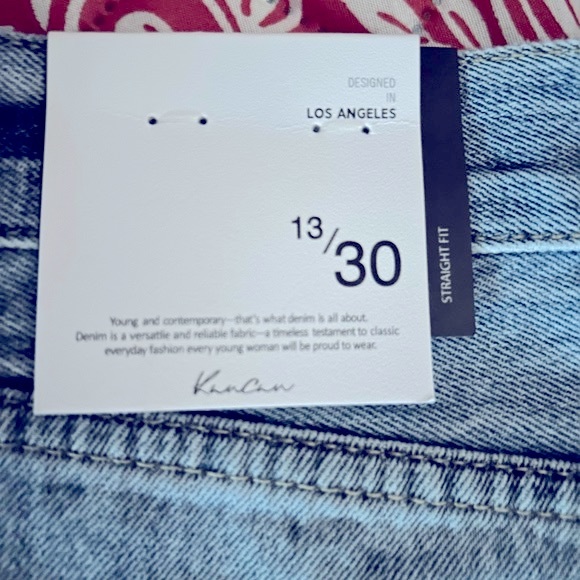 DESIGNED
IN
LOS ANGELES
13/30
STRAIGHT FIT
Young and contemporary—that's what denim is all about.
Denim is a versatile and reliable fabric—a timeless testament to classic
everyday fashion every young woman will be proud to wear.
KanCan